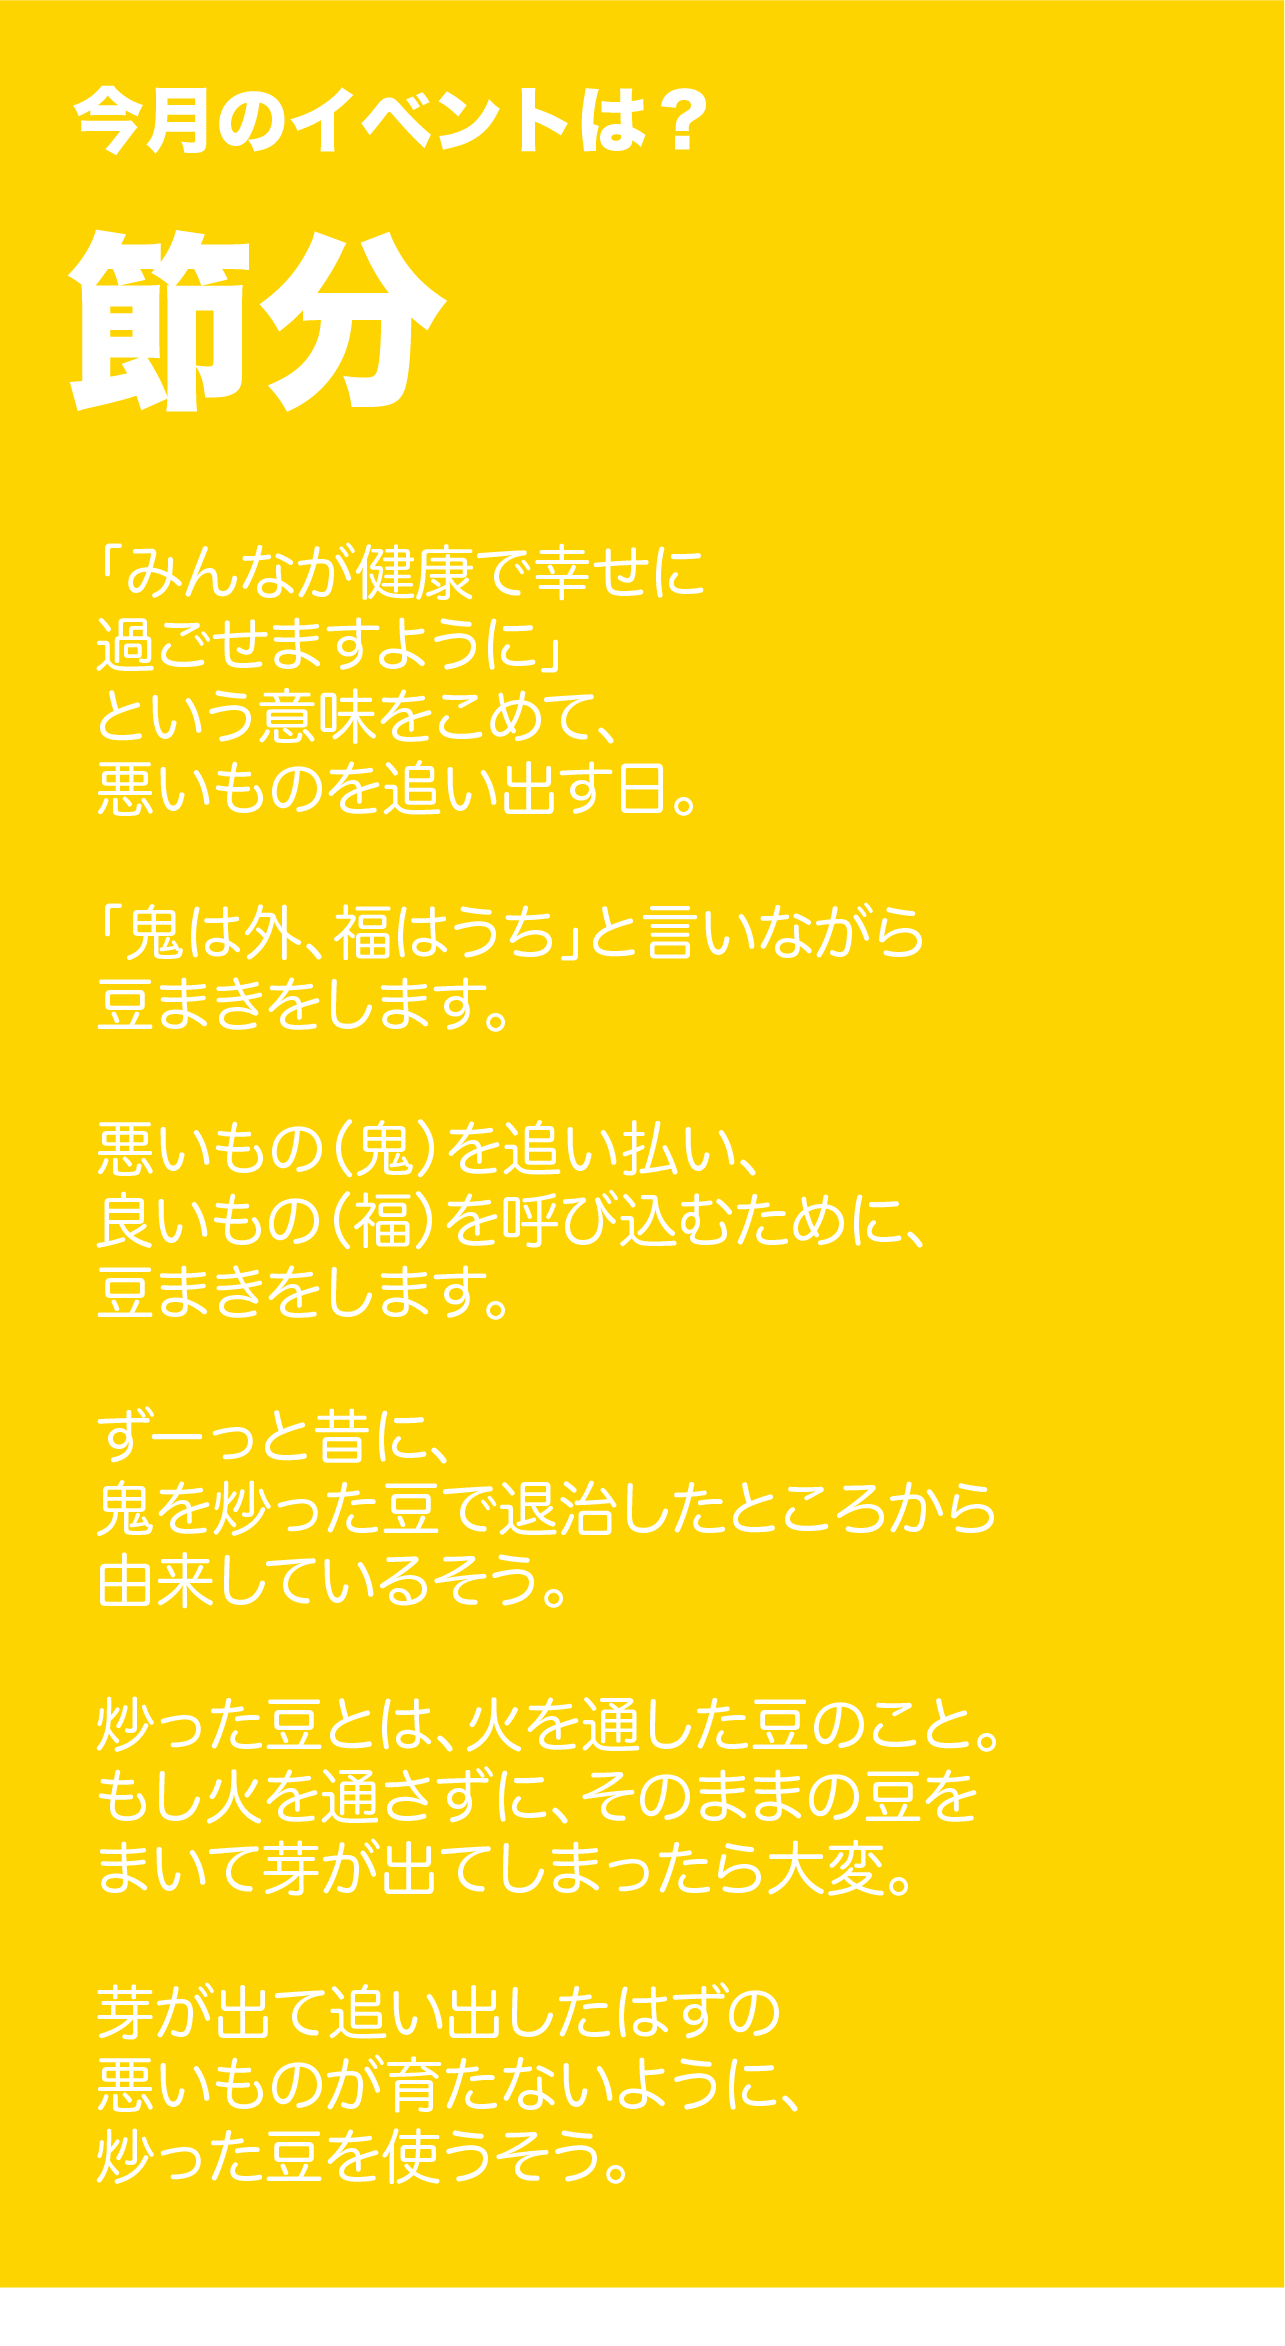 今月のイベントは？
節分
「みんなが健康で幸せに
過ごせますように」
という意味をこめて、
悪いものを追い出す日。
「鬼は外、福はうち」と言いながら
豆まきをします。
悪いもの（鬼）を追い払い、
良いもの（福）を呼び込むために、
豆まきをします。
ずーっと昔に、
鬼を炒った豆で退治したところから
由来しているそう。
炒った豆とは、火を通した豆のこと。
もし火を通さずに、そのままの豆を
まいて芽が出てしまったら大変。
芽が出て追い出したはずの
悪いものが育たないように、
炒った豆を使うそう。